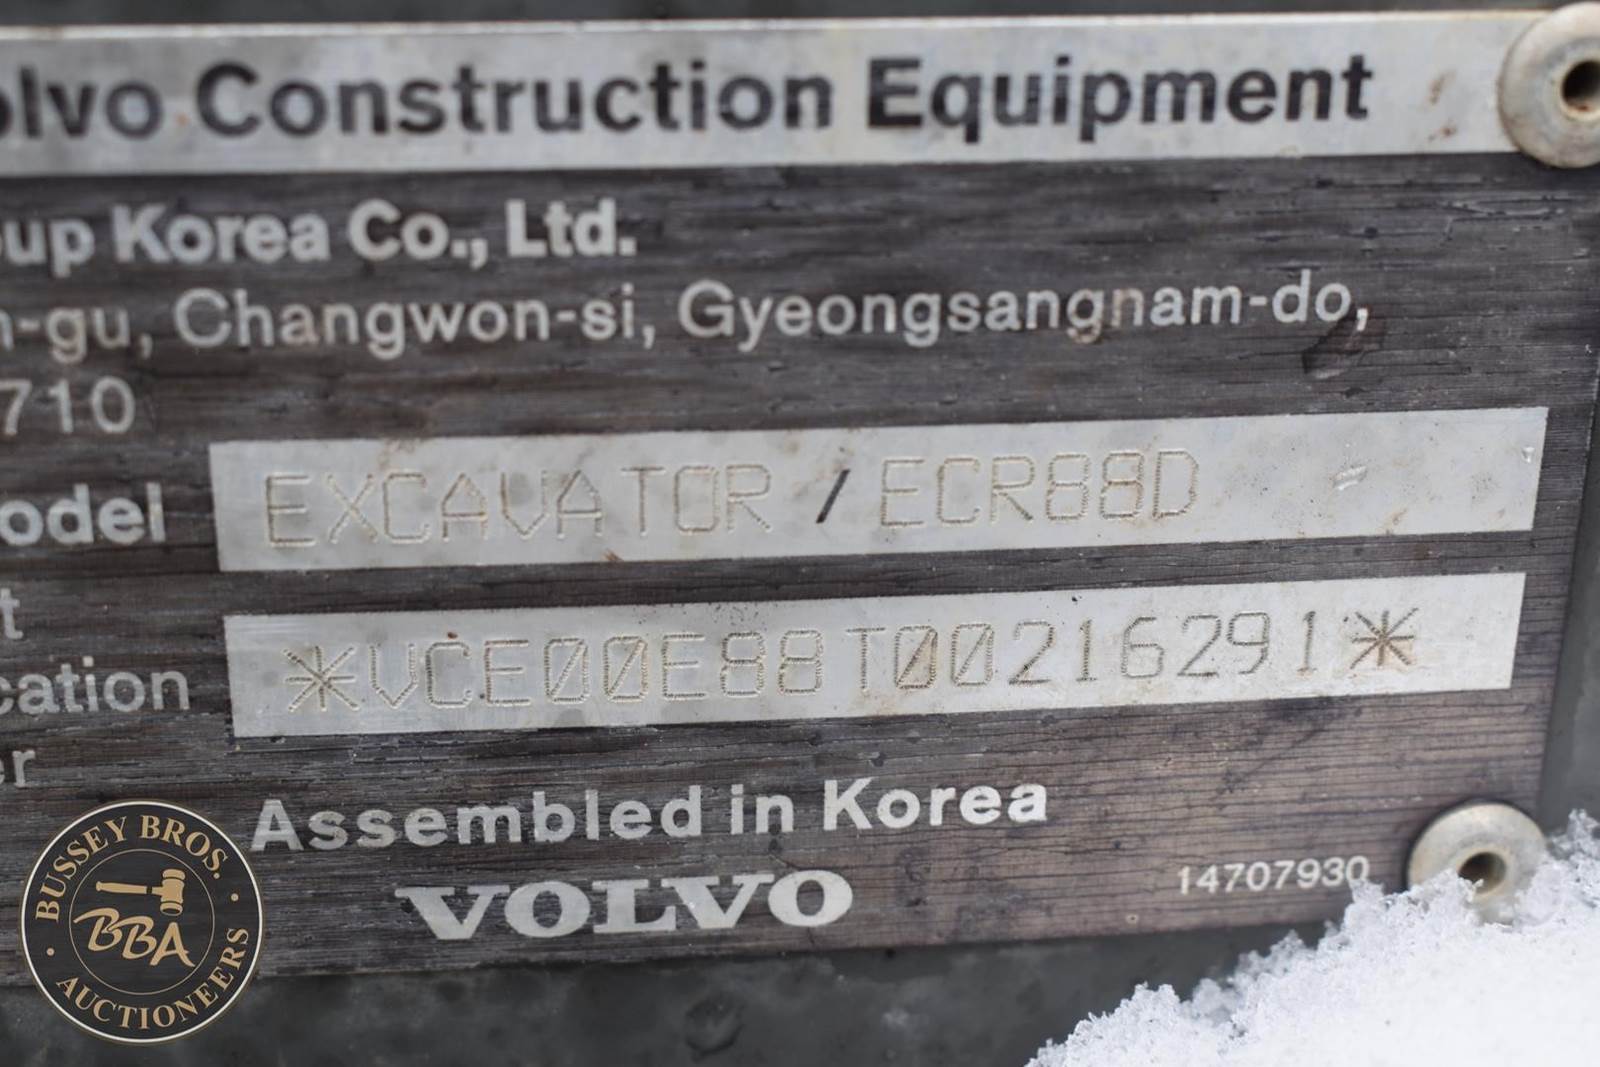 olvo Construction Equipment
oup Korea Co., Ltd.
n-gu, Changwon-si, Gyeongsangnam-do,
710
odel EXCAVATOR / ECR88D
t
cation *VCE00E88T00216291*
er
Assembled in Korea
VOLVO
14707930
BUSSEY BROS.
BBA
AUCTIONEERS